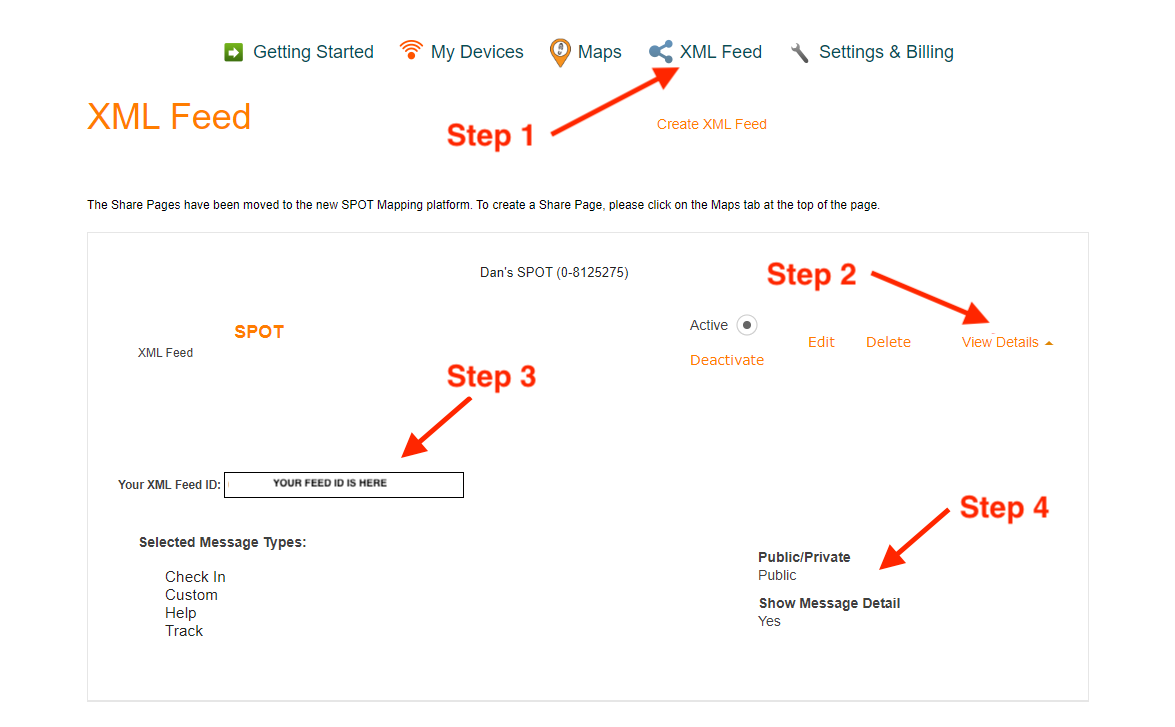 Getting Started My Devices Maps XML Feed Settings & Billing
XML Feed
Step 1
Create XML Feed
The Share Pages have been moved to the new SPOT Mapping platform. To create a Share Page, please click on the Maps tab at the top of the page.
Dan's SPOT (0-8125275)
Step 2
SPOT
XML Feed
Active
Deactivate
Edit Delete View Details
Step 3
Your XML Feed ID: YOUR FEED ID IS HERE
Step 4
Selected Message Types:
Check In
Custom
Help
Track
Public/Private
Public
Show Message Detail
Yes